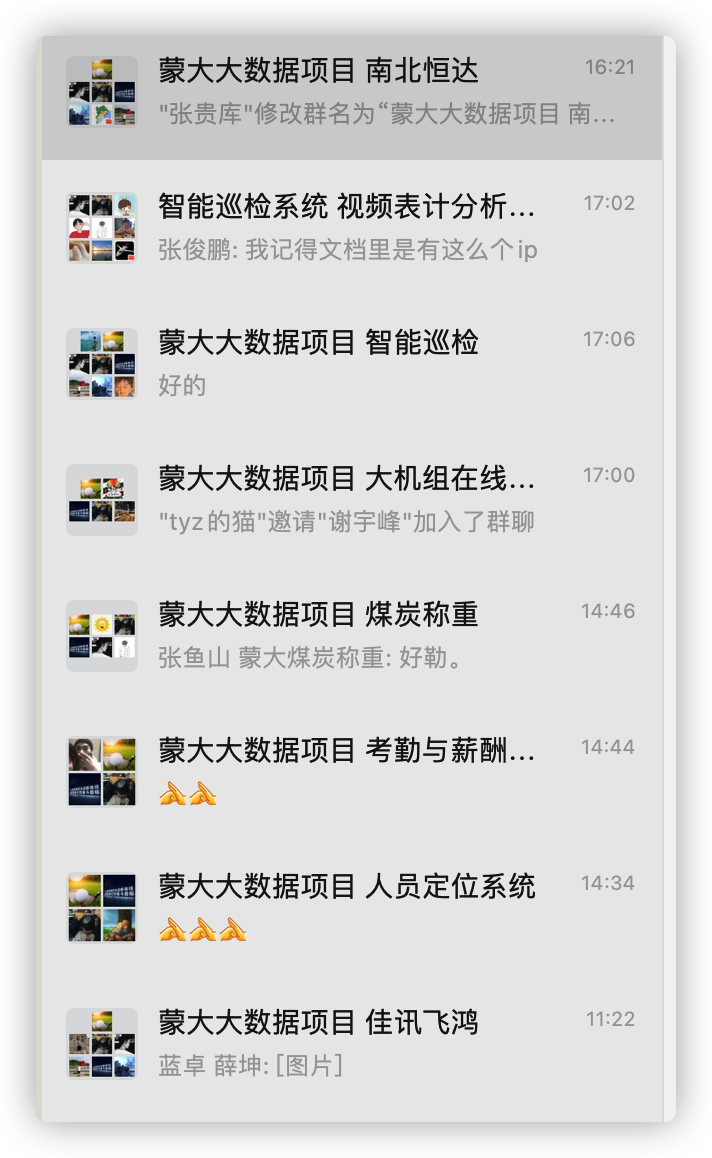 蒙大大数据项目 南北恒达
16:21
"张贵库"修改群名为“蒙大大数据项目 南...
智能巡检系统 视频表计分析...
17:02
张俊鹏: 我记得文档里是有这么个ip
蒙大大数据项目 智能巡检
17:06
好的
蒙大大数据项目 大机组在线...
17:00
"tyz的猫"邀请"谢宇峰"加入了群聊
蒙大大数据项目 煤炭称重
14:46
张鱼山 蒙大煤炭称重: 好勒。
蒙大大数据项目 考勤与薪酬...
14:44
蒙大大数据项目 人员定位系统
14:34
蒙大大数据项目 佳讯飞鸿
11:22
蓝卓 薛坤: [图片]